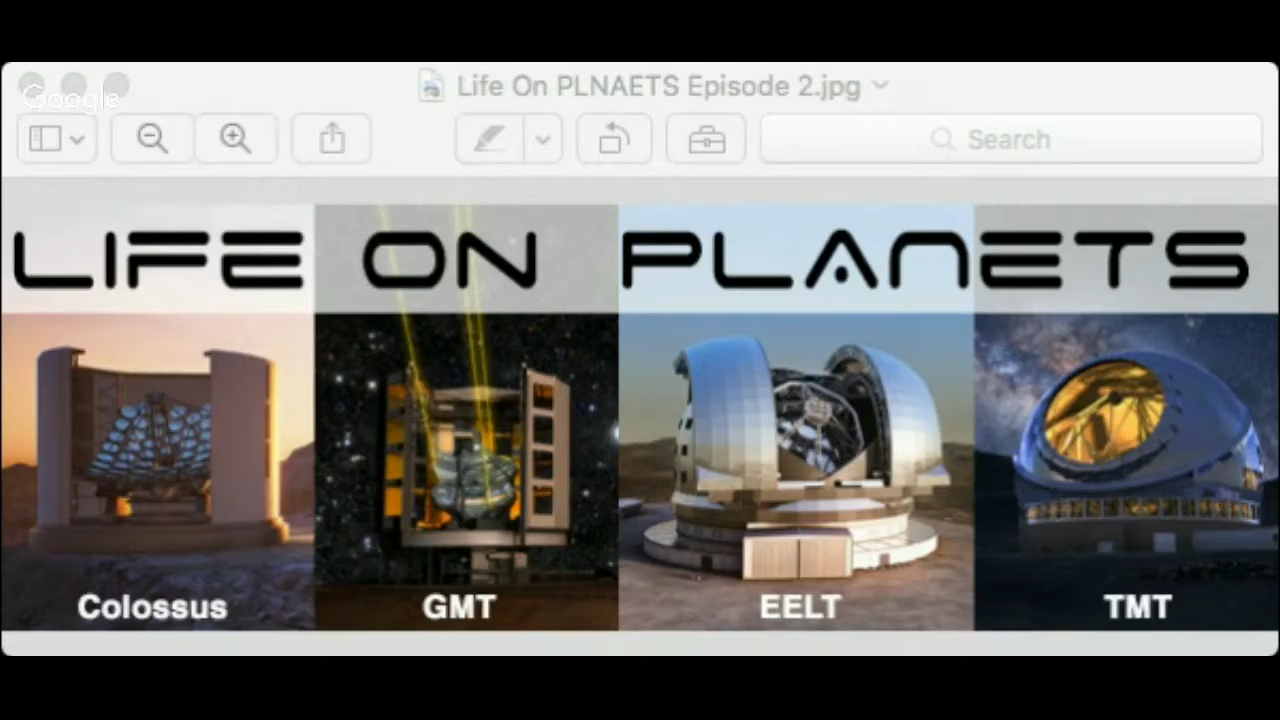 Life On PLNAETS Episode 2.jpg
Google
Search
LIFE ON PLANETS
Colossus
GMT
EELT
TMT